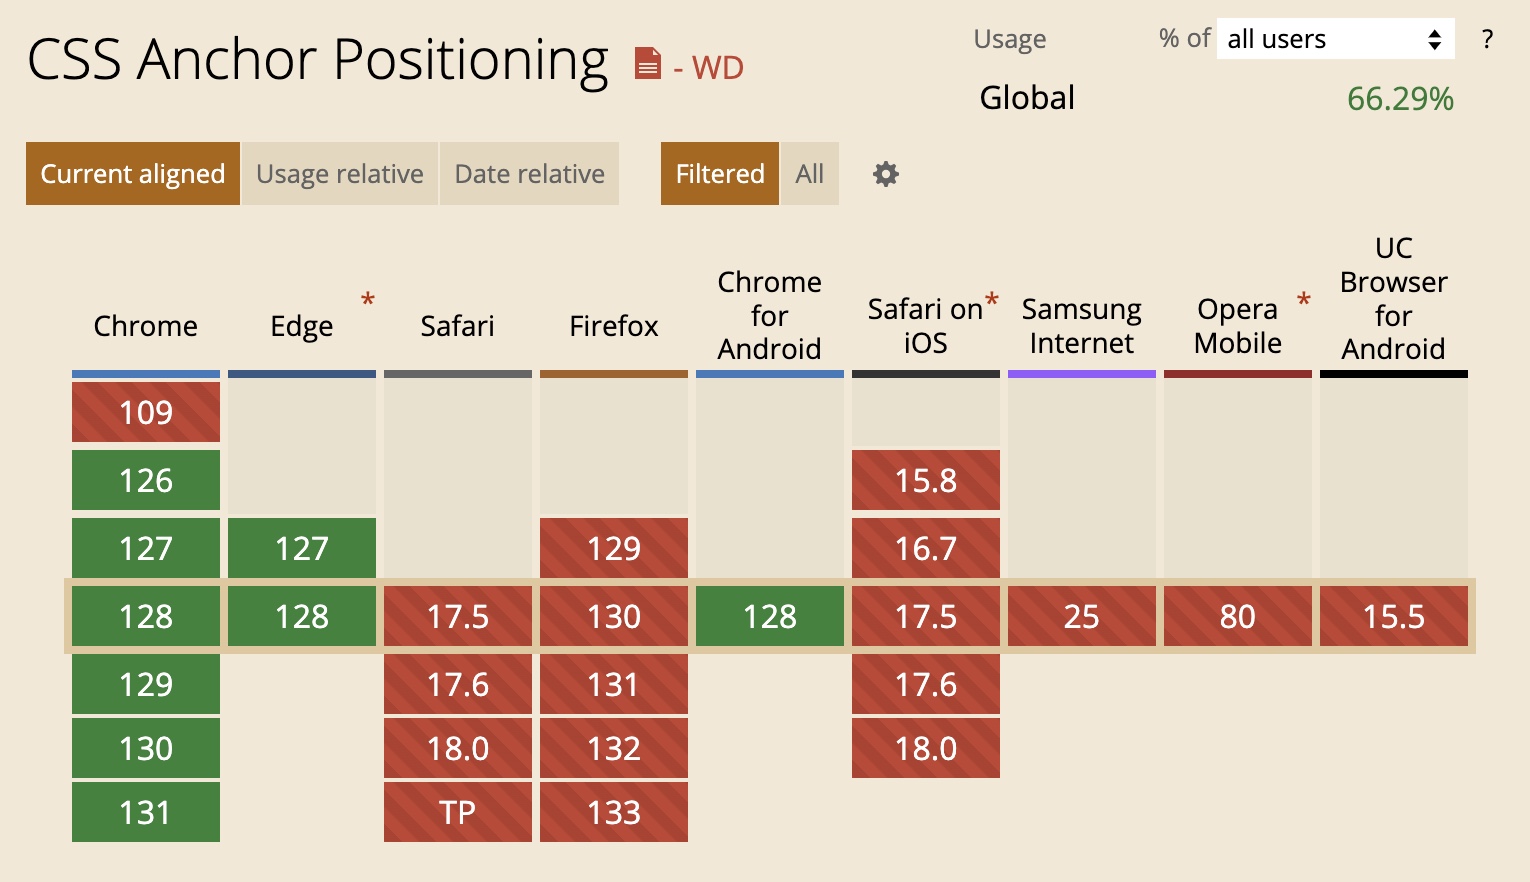 CSS Anchor Positioning - WD
Usage % of all users ?
Global 66.29%
Current aligned Usage relative Date relative Filtered All
Chrome
Edge *
Safari
Firefox
Chrome
for
Android
Safari on *
iOS
Samsung
Internet
Opera *
Mobile
UC
Browser
for
Android
109
126 15.8
127 127 129 16.7
128 128 17.5 130 128 17.5 25 80 15.5
129 17.6 131 17.6
130 18.0 132 18.0
131 TP 133